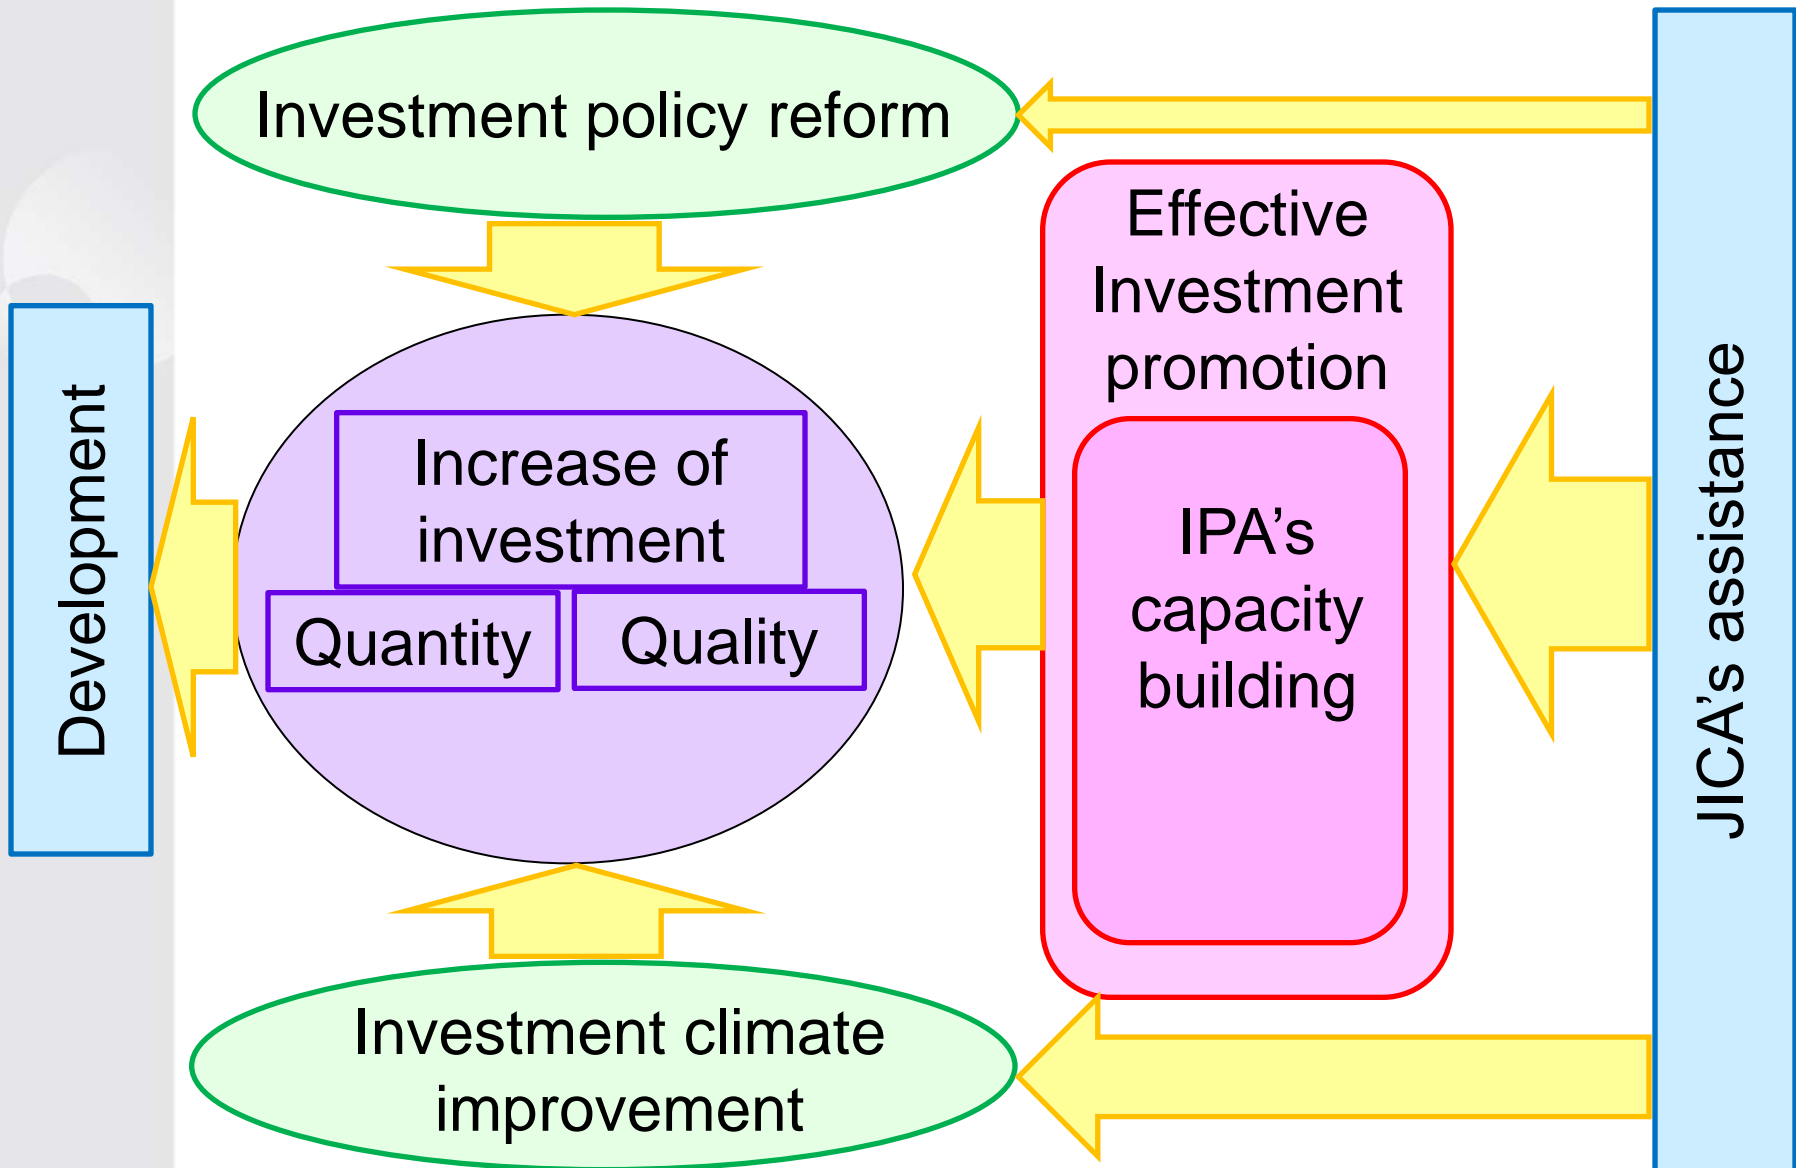 Investment policy reform
Effective
Investment
promotion
IPA’s
capacity
building
Increase of
investment
Quantity
Quality
Development
JICA’s assistance
Investment climate
improvement